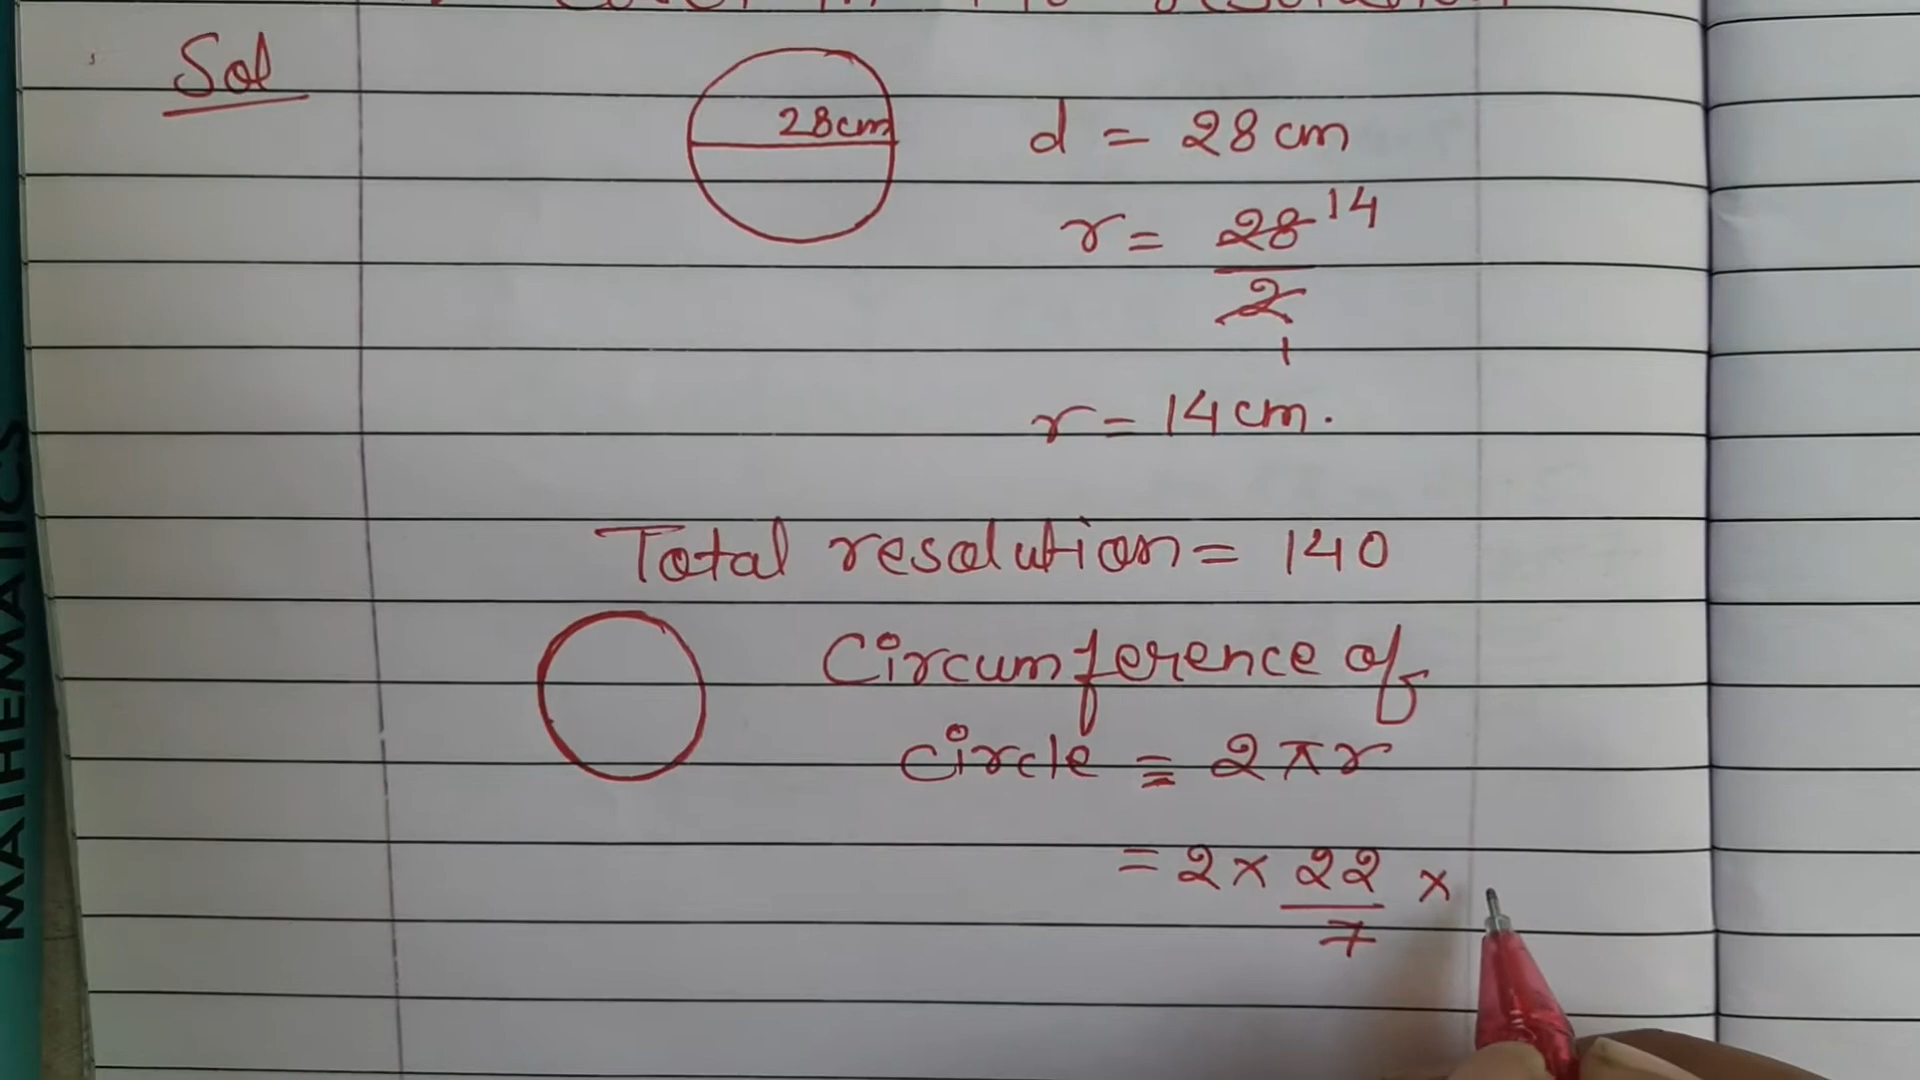 Sol
28cm
d = 28 cm
r = 28 14
2
1
r = 14 cm.
Total resolution = 140
Circumference of
circle = 2πr
= 2 × 22 ×
7
MATHEMATICS